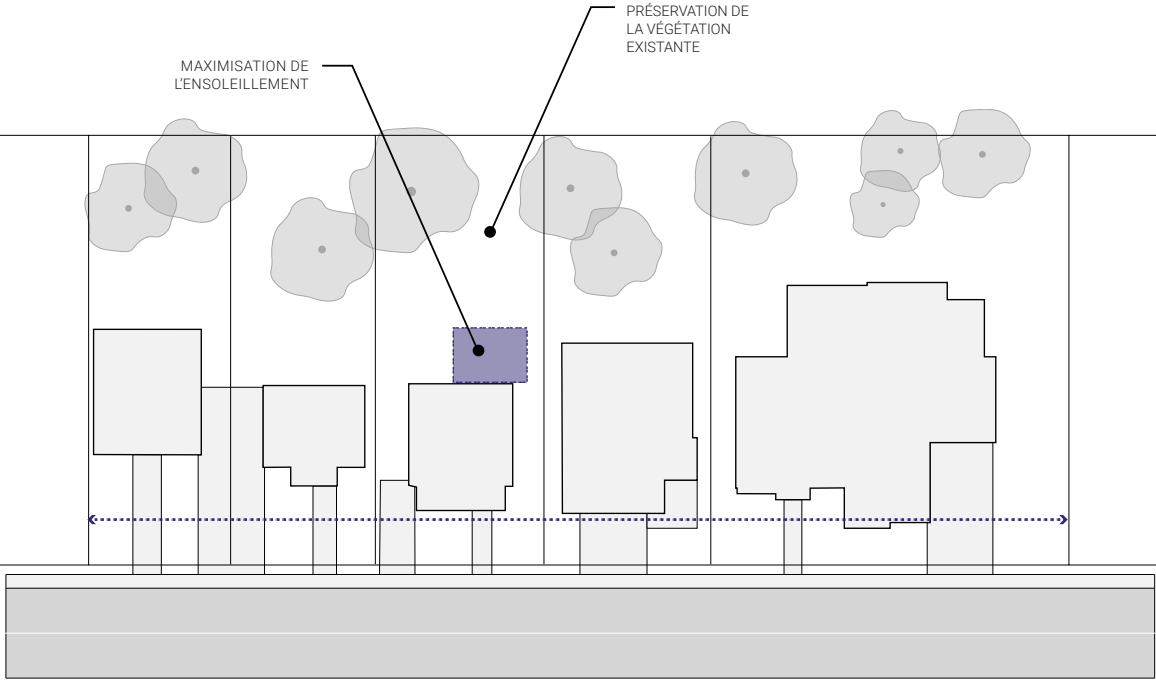 PRÉSERVATION DE
LA VÉGÉTATION
EXISTANTE
MAXIMISATION DE
L’ENSOLEILLEMENT